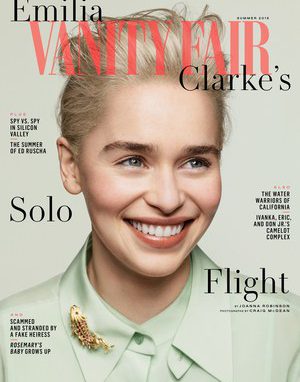 Emilia
SUMMER 2018
VANITY FAIR
Clarke's
PLUS
SPY VS. SPY
IN SILICON
VALLEY
THE SUMMER
OF ED RUSCHA
ALSO
THE WATER
WARRIORS OF
CALIFORNIA
IVANKA, ERIC,
AND DON JR.'S
CAMELOT
COMPLEX
Solo
Flight
BY JOANNA ROBINSON
PHOTOGRAPHS BY CRAIG McDEAN
AND
SCAMMED
AND STRANDED BY
A FAKE HEIRESS
ROSEMARY'S
BABY GROWS UP